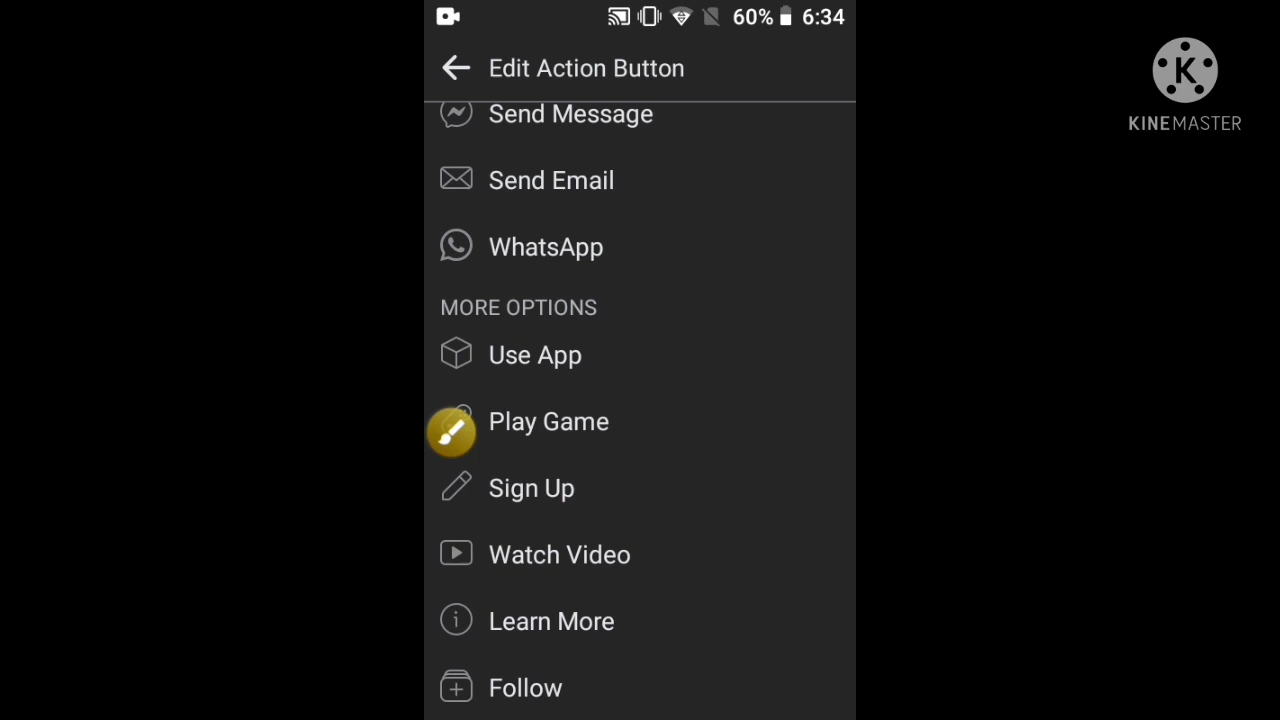 60% 6:34
Edit Action Button
Send Message
Send Email
WhatsApp
MORE OPTIONS
Use App
Play Game
Sign Up
Watch Video
Learn More
Follow
K
KINEMASTER